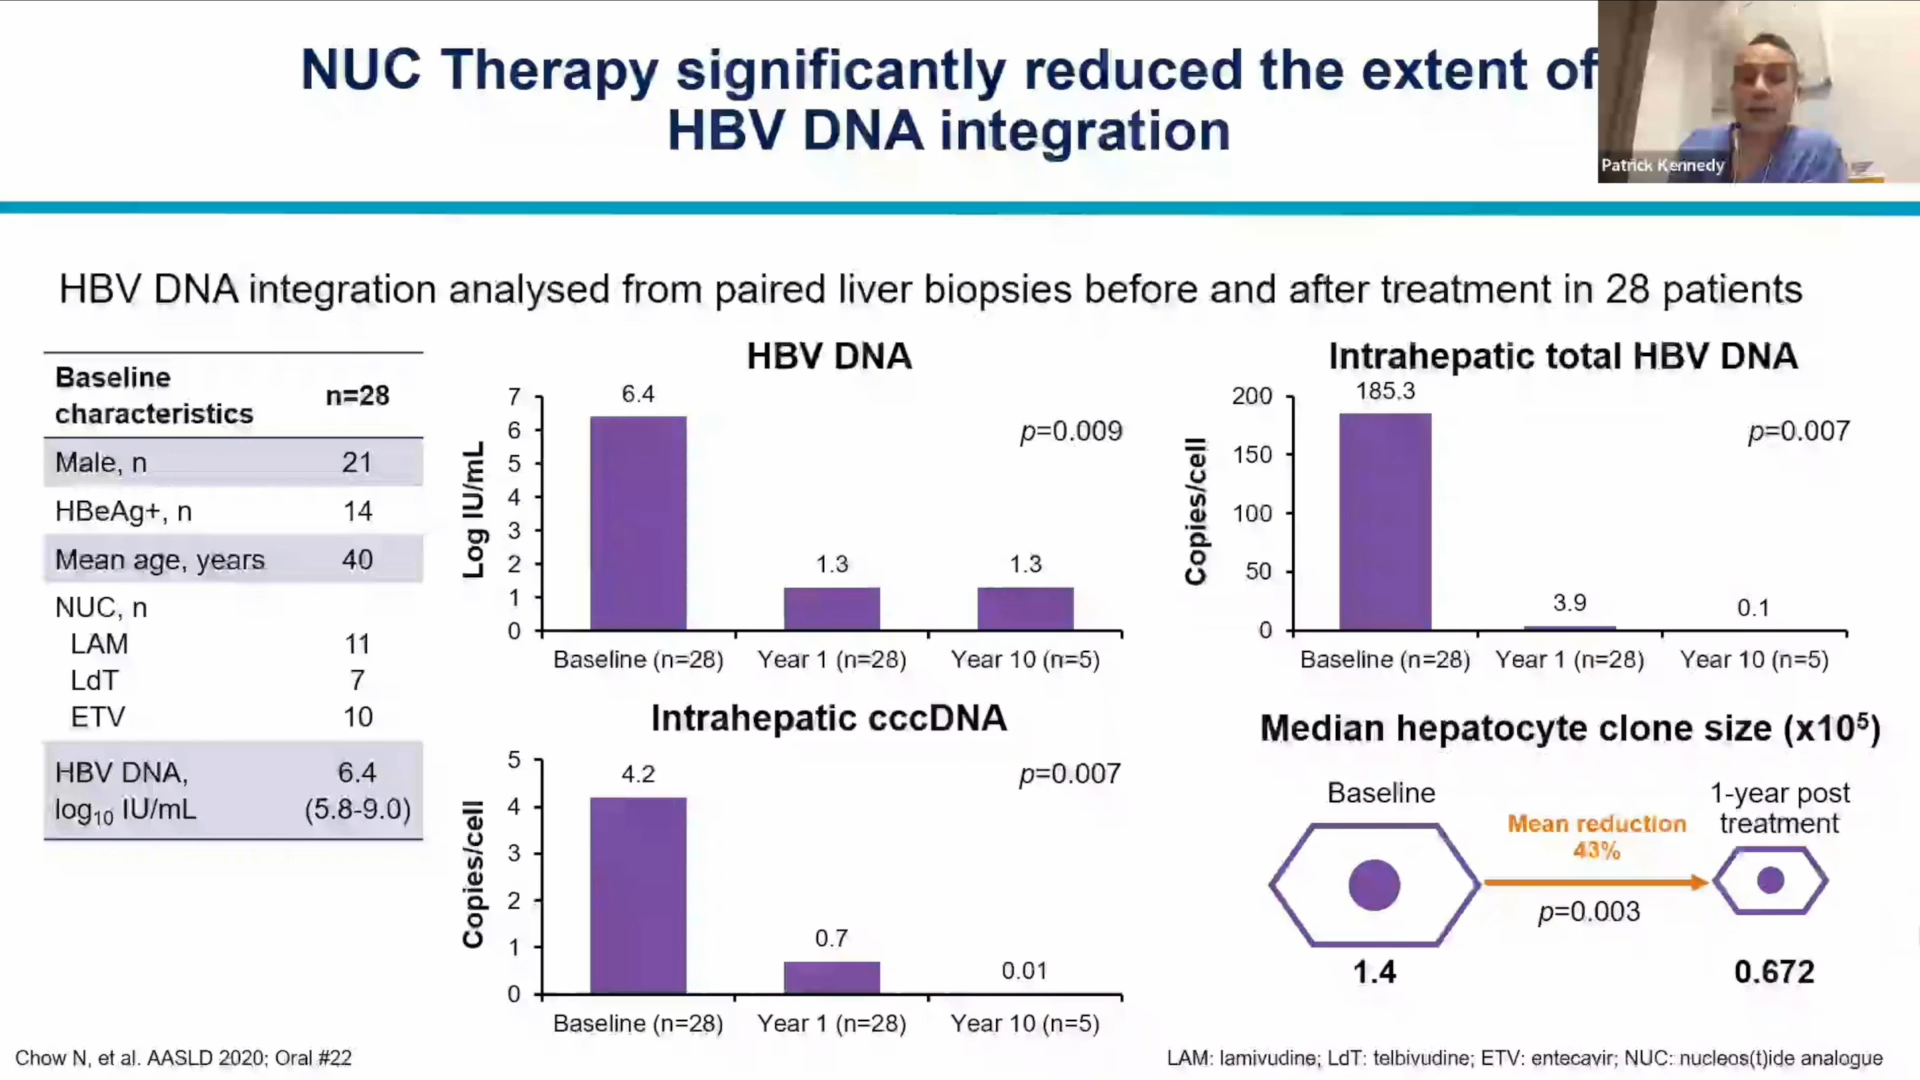 NUC Therapy significantly reduced the extent of
HBV DNA integration
Patrick Kennedy
HBV DNA integration analysed from paired liver biopsies before and after treatment in 28 patients
Baseline
characteristics
n=28
Male, n 21
HBeAg+, n 14
Mean age, years 40
NUC, n
LAM 11
LdT 7
ETV 10
HBV DNA,
log₁₀ IU/mL
6.4
(5.8-9.0)
HBV DNA
Log IU/mL
7
6
5
4
3
2
1
0
6.4
1.3
1.3
p=0.009
Baseline (n=28) Year 1 (n=28) Year 10 (n=5)
Intrahepatic total HBV DNA
Copies/cell
200
150
100
50
0
185.3
3.9
0.1
p=0.007
Baseline (n=28) Year 1 (n=28) Year 10 (n=5)
Intrahepatic cccDNA
Copies/cell
5
4
3
2
1
0
4.2
0.7
0.01
p=0.007
Baseline (n=28) Year 1 (n=28) Year 10 (n=5)
Median hepatocyte clone size (x10⁵)
Baseline
1.4
Mean reduction
43%
p=0.003
1-year post
treatment
0.672
Chow N, et al. AASLD 2020; Oral #22
LAM: lamivudine; LdT: telbivudine; ETV: entecavir; NUC: nucleos(t)ide analogue